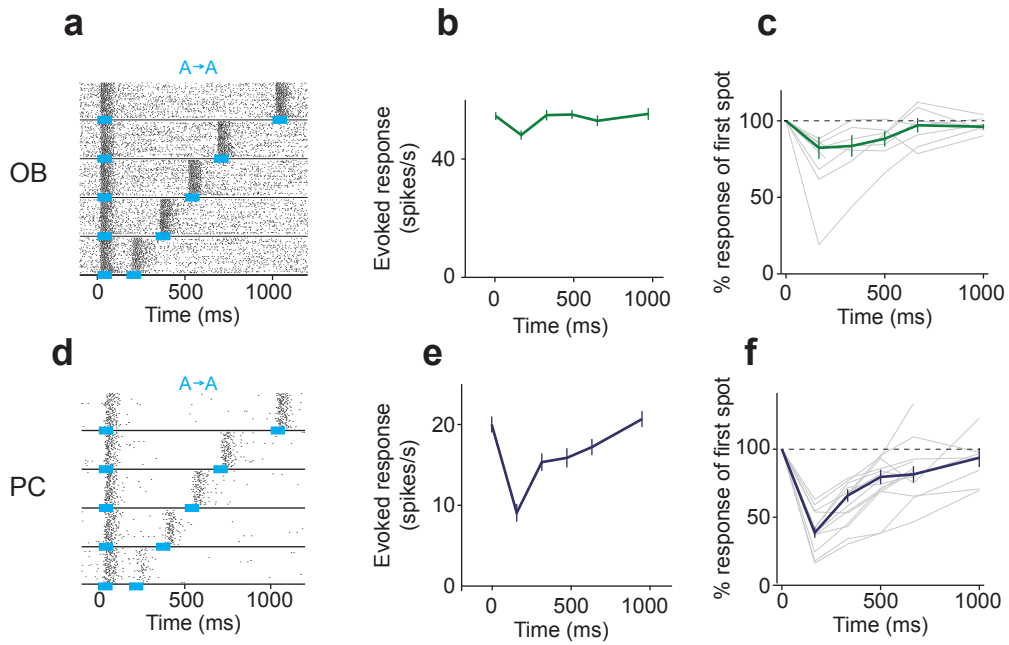 a
A→A
OB
0
500
1000
Time (ms)
b
Evoked response
(spikes/s)
40
0
0
500
1000
Time (ms)
c
% response of first spot
100
50
0
0
500
1000
Time (ms)
d
A→A
PC
0
500
1000
Time (ms)
e
Evoked response
(spikes/s)
20
10
0
0
500
1000
Time (ms)
f
% response of first spot
100
50
0
0
500
1000
Time (ms)